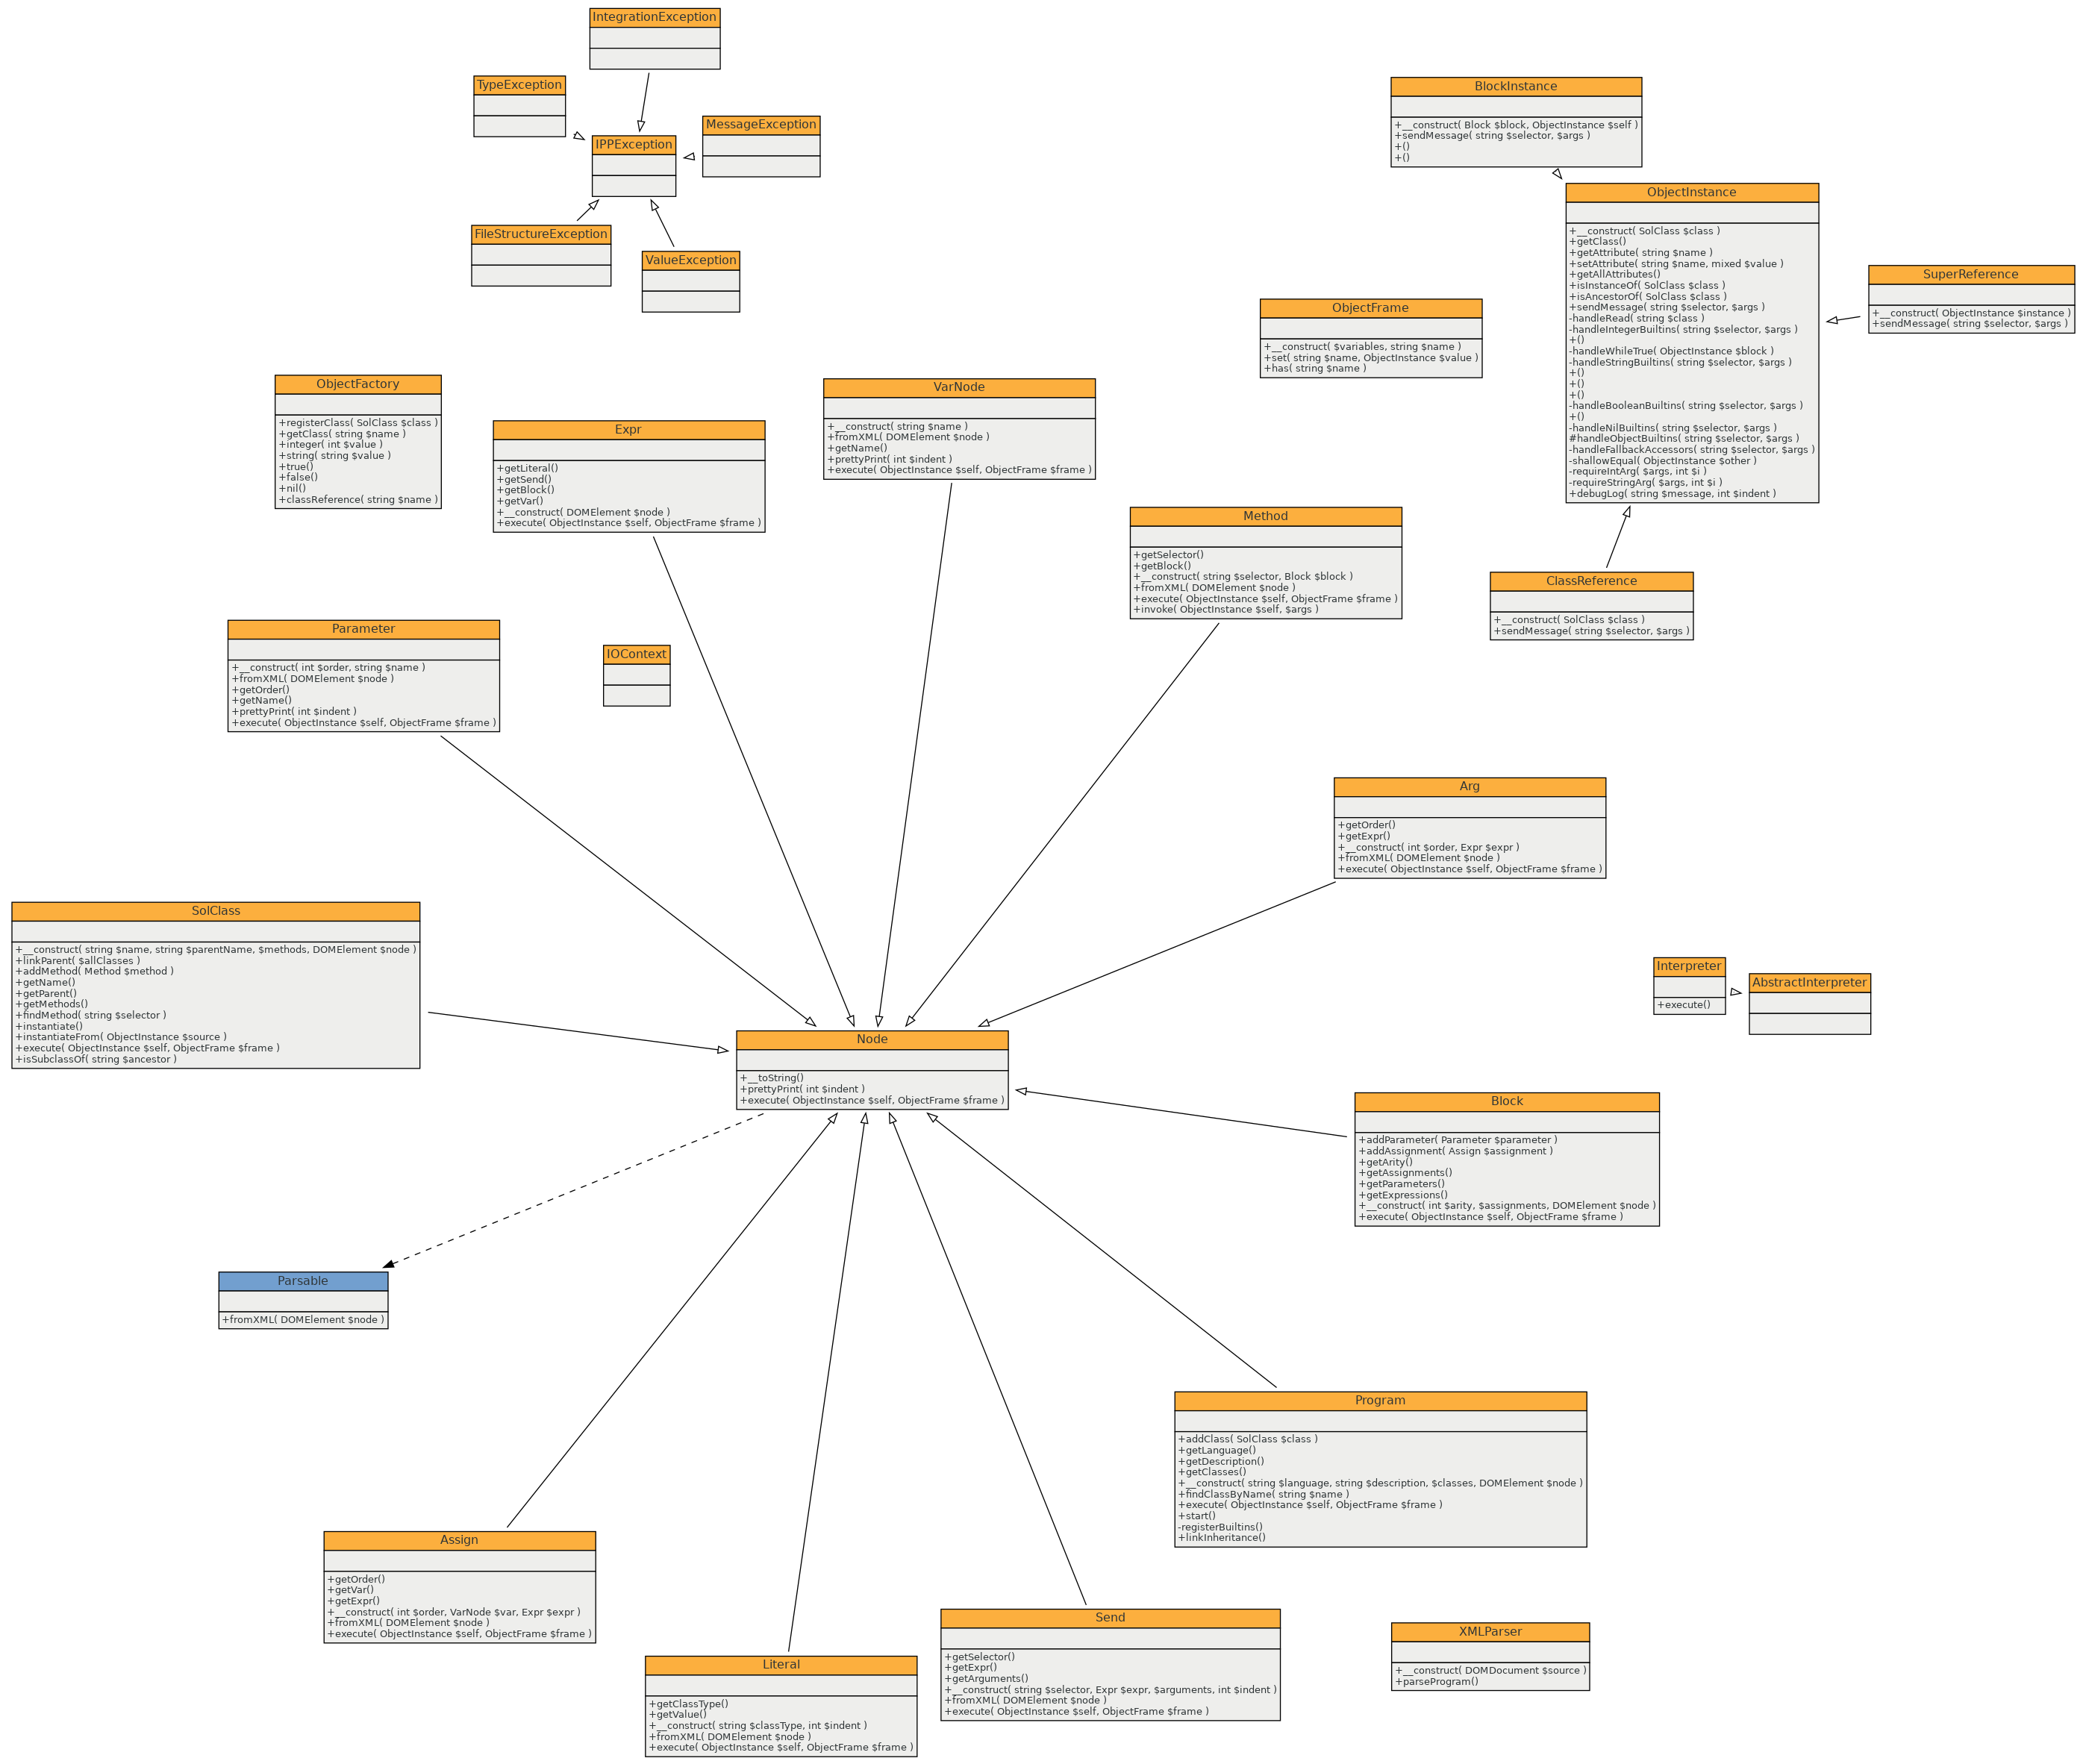 IntegrationException
TypeException
MessageException
IPPException
FileStructureException
ValueException
BlockInstance
+__construct( Block $block, ObjectInstance $self )
+sendMessage( string $selector, $args )
+()
+()
ObjectInstance
+__construct( SolClass $class )
+getClass()
+getAttribute( string $name )
+setAttribute( string $name, mixed $value )
+getAllAttributes()
+isInstanceOf( SolClass $class )
+isAncestorOf( SolClass $class )
+sendMessage( string $selector, $args )
-handleRead( string $class )
-handleIntegerBuiltins( string $selector, $args )
+()
-handleWhileTrue( ObjectInstance $block )
-handleStringBuiltins( string $selector, $args )
+()
+()
+()
-handleBooleanBuiltins( string $selector, $args )
+()
-handleNilBuiltins( string $selector, $args )
#handleObjectBuiltins( string $selector, $args )
-handleFallbackAccessors( string $selector, $args )
-shallowEqual( ObjectInstance $other )
-requireIntArg( $args, int $i )
-requireStringArg( $args, int $i )
+debugLog( string $message, int $indent )
SuperReference
+__construct( ObjectInstance $instance )
+sendMessage( string $selector, $args )
ObjectFrame
+__construct( $variables, string $name )
+set( string $name, ObjectInstance $value )
+has( string $name )
ObjectFactory
+registerClass( SolClass $class )
+getClass( string $name )
+integer( int $value )
+string( string $value )
+true()
+false()
+nil()
+classReference( string $name )
Expr
+getLiteral()
+getSend()
+getBlock()
+getVar()
+__construct( DOMElement $node )
+execute( ObjectInstance $self, ObjectFrame $frame )
VarNode
+__construct( string $name )
+fromXML( DOMElement $node )
+getName()
+prettyPrint( int $indent )
+execute( ObjectInstance $self, ObjectFrame $frame )
Method
+getSelector()
+getBlock()
+__construct( string $selector, Block $block )
+fromXML( DOMElement $node )
+execute( ObjectInstance $self, ObjectFrame $frame )
+invoke( ObjectInstance $self, $args )
ClassReference
+__construct( SolClass $class )
+sendMessage( string $selector, $args )
Parameter
+__construct( int $order, string $name )
+fromXML( DOMElement $node )
+getOrder()
+getName()
+prettyPrint( int $indent )
+execute( ObjectInstance $self, ObjectFrame $frame )
IOContext
Arg
+getOrder()
+getExpr()
+__construct( int $order, Expr $expr )
+fromXML( DOMElement $node )
+execute( ObjectInstance $self, ObjectFrame $frame )
SolClass
+__construct( string $name, string $parentName, $methods, DOMElement $node )
+linkParent( $allClasses )
+addMethod( Method $method )
+getName()
+getParent()
+getMethods()
+findMethod( string $selector )
+instantiate()
+instantiateFrom( ObjectInstance $source )
+execute( ObjectInstance $self, ObjectFrame $frame )
+isSubclassOf( string $ancestor )
Interpreter
+execute()
AbstractInterpreter
Node
+__toString()
+prettyPrint( int $indent )
+execute( ObjectInstance $self, ObjectFrame $frame )
Block
+addParameter( Parameter $parameter )
+addAssignment( Assign $assignment )
+getArity()
+getAssignments()
+getParameters()
+getExpressions()
+__construct( int $arity, $assignments, DOMElement $node )
+execute( ObjectInstance $self, ObjectFrame $frame )
Parsable
+fromXML( DOMElement $node )
Program
+addClass( SolClass $class )
+getLanguage()
+getDescription()
+getClasses()
+__construct( string $language, string $description, $classes, DOMElement $node )
+findClassByName( string $name )
+execute( ObjectInstance $self, ObjectFrame $frame )
+start()
-registerBuiltins()
+linkInheritance()
Assign
+getOrder()
+getVar()
+getExpr()
+__construct( int $order, VarNode $var, Expr $expr )
+fromXML( DOMElement $node )
+execute( ObjectInstance $self, ObjectFrame $frame )
Literal
+getClassType()
+getValue()
+__construct( string $classType, int $indent )
+fromXML( DOMElement $node )
+execute( ObjectInstance $self, ObjectFrame $frame )
Send
+getSelector()
+getExpr()
+getArguments()
+__construct( string $selector, Expr $expr, $arguments, int $indent )
+fromXML( DOMElement $node )
+execute( ObjectInstance $self, ObjectFrame $frame )
XMLParser
+__construct( DOMDocument $source )
+parseProgram()